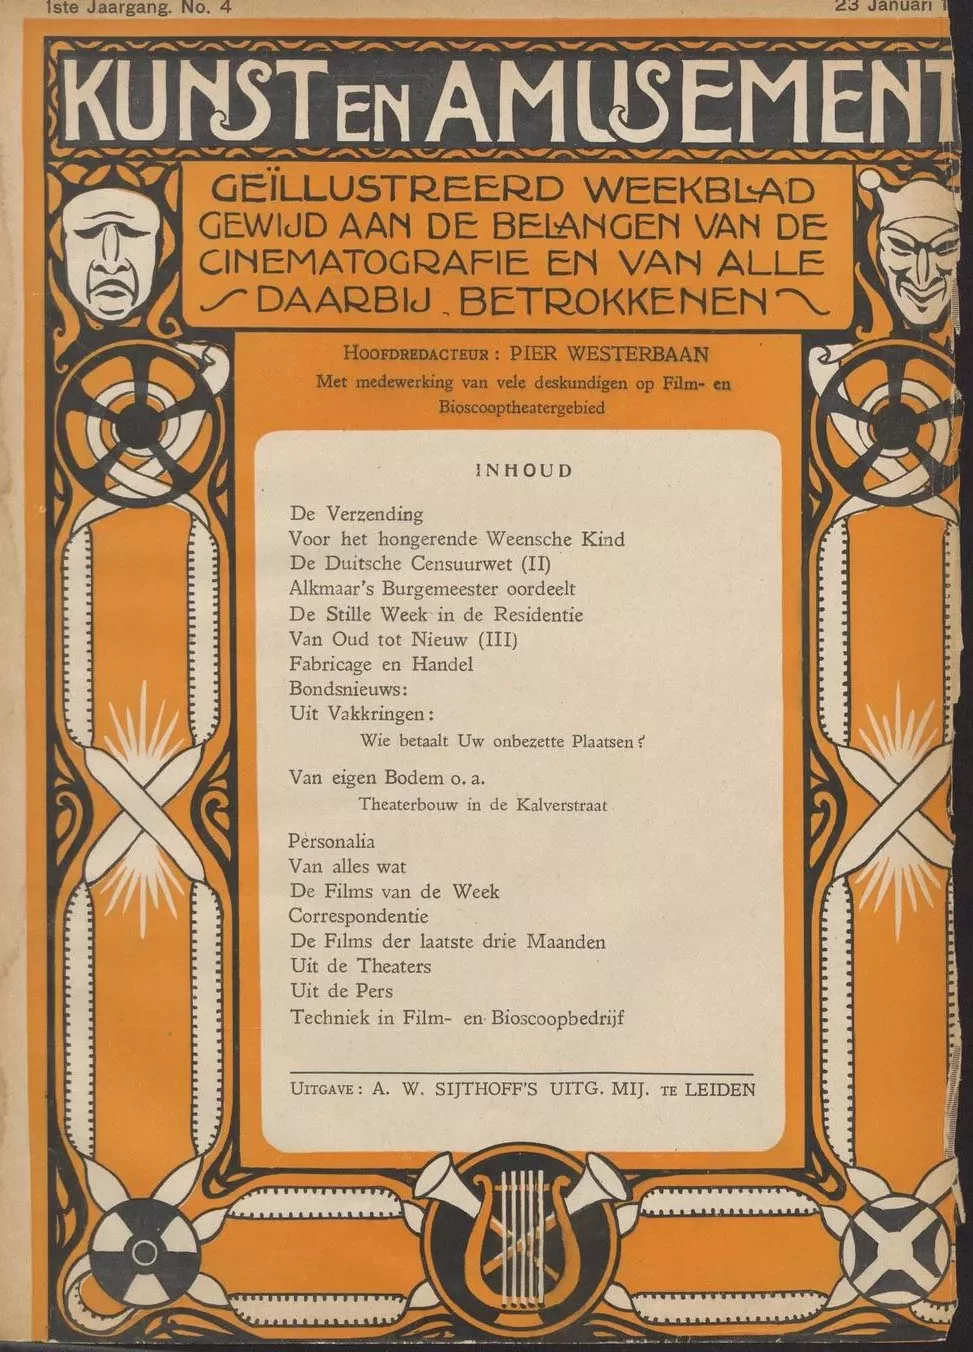 1ste Jaargang. No. 4
23 Januari 1
KUNST EN AMUSEMENT
GEÏLLUSTREERD WEEKBLAD
GEWIJD AAN DE BELANGEN VAN DE
CINEMATOGRAFIE EN VAN ALLE
DAARBIJ BETROKKENEN
HOOFDREDACTEUR: PIER WESTERBAAN
Met medewerking van vele deskundigen op Film- en
Bioscooptheatergebied
INHOUD
De Verzending
Voor het hongerende Weensche Kind
De Duitsche Censuurwet (II)
Alkmaar's Burgemeester oordeelt
De Stille Week in de Residentie
Van Oud tot Nieuw (III)
Fabricage en Handel
Bondsnieuws:
Uit Vakkringen:
Wie betaalt Uw onbezette Plaatsen?
Van eigen Bodem o. a.
Theaterbouw in de Kalverstraat
Personalia
Van alles wat
De Films van de Week
Correspondentie
De Films der laatste drie Maanden
Uit de Theaters
Uit de Pers
Techniek in Film- en Bioscoopbedrijf
UITGAVE: A. W. SIJTHOFF'S UITG. MIJ. TE LEIDEN